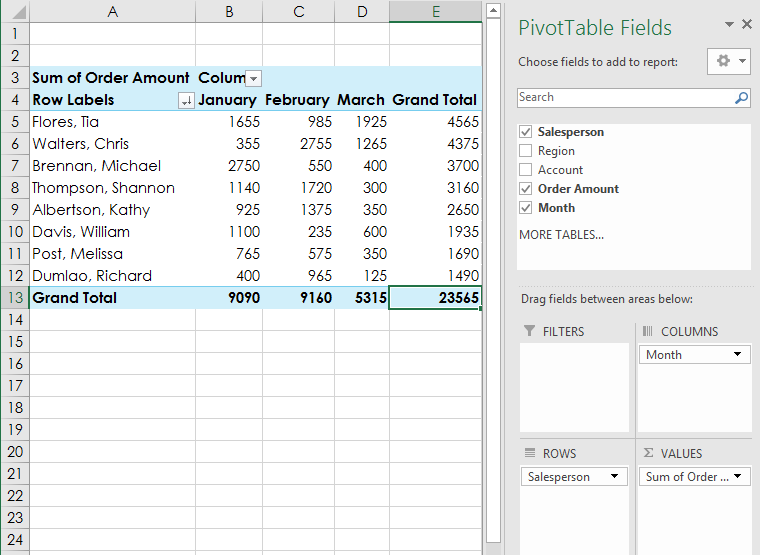 A B C D E
1
2
3 Sum of Order Amount Colum
4 Row Labels January February March Grand Total
5 Flores, Tia 1655 985 1925 4565
6 Walters, Chris 355 2755 1265 4375
7 Brennan, Michael 2750 550 400 3700
8 Thompson, Shannon 1140 1720 300 3160
9 Albertson, Kathy 925 1375 350 2650
10 Davis, William 1100 235 600 1935
11 Post, Melissa 765 575 350 1690
12 Dumlao, Richard 400 965 125 1490
13 Grand Total 9090 9160 5315 23565
14
15
16
17
18
19
20
21
22
23
24
PivotTable Fields
Choose fields to add to report:
Search
Salesperson
Region
Account
Order Amount
Month
MORE TABLES...
Drag fields between areas below:
FILTERS
COLUMNS
Month
ROWS
Salesperson
Σ VALUES
Sum of Order ...